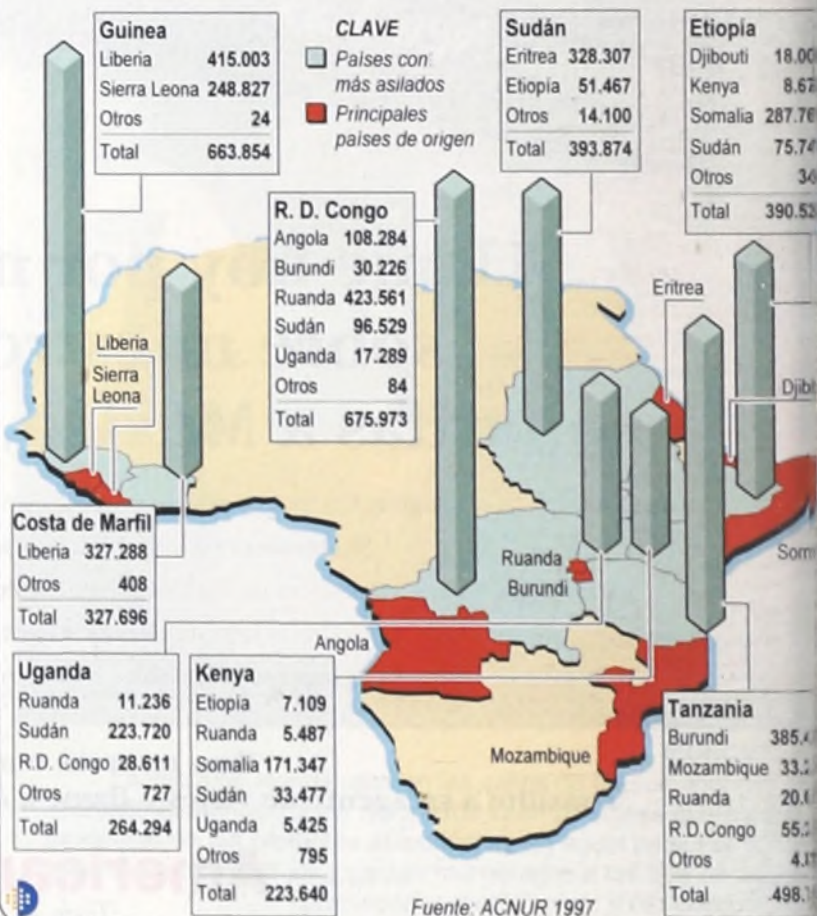 Guinea
Liberia 415.003
Sierra Leona 248.827
Otros 24
Total 663.854
CLAVE
Países con
más asilados
Principales
países de origen
Sudán
Eritrea 328.307
Etiopía 51.467
Otros 14.100
Total 393.874
Etiopía
Djibouti
Kenya
Somalia
Sudán
Otros
Total
R. D. Congo
Angola 108.284
Burundi 30.226
Ruanda 423.561
Sudán 96.529
Uganda 17.289
Otros 84
Total 675.973
Eritrea
Liberia
Sierra
Leona
Costa de Marfil
Liberia 327.288
Otros 408
Total 327.696
Ruanda
Burundi
Angola
Mozambique
Uganda
Ruanda 11.236
Sudán 223.720
R.D. Congo 28.611
Otros 727
Total 264.294
Kenya
Etiopía 7.109
Ruanda 5.487
Somalia 171.347
Sudán 33.477
Uganda 5.425
Otros 795
Total 223.640
Tanzania
Burundi
Mozambique
Ruanda
R.D.Congo
Otros
Total
Fuente: ACNUR 1997